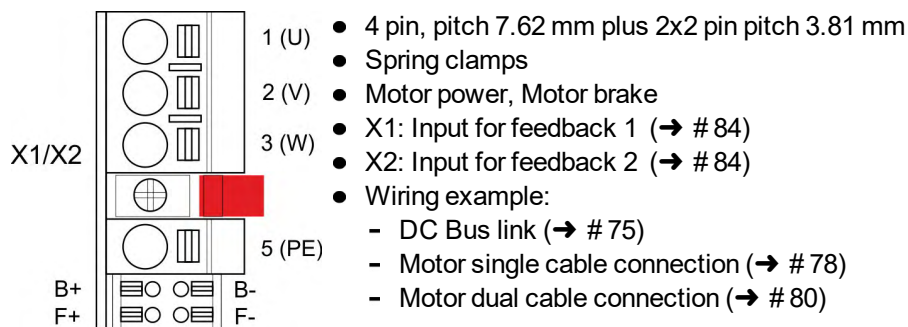 1 (U)
2 (V)
3 (W)
X1/X2
5 (PE)
B+ B-
F+ F-
● 4 pin, pitch 7.62 mm plus 2x2 pin pitch 3.81 mm
● Spring clamps
● Motor power, Motor brake
● X1: Input for feedback 1 (➜ # 84)
● X2: Input for feedback 2 (➜ # 84)
● Wiring example:
- DC Bus link (➜ # 75)
- Motor single cable connection (➜ # 78)
- Motor dual cable connection (➜ # 80)